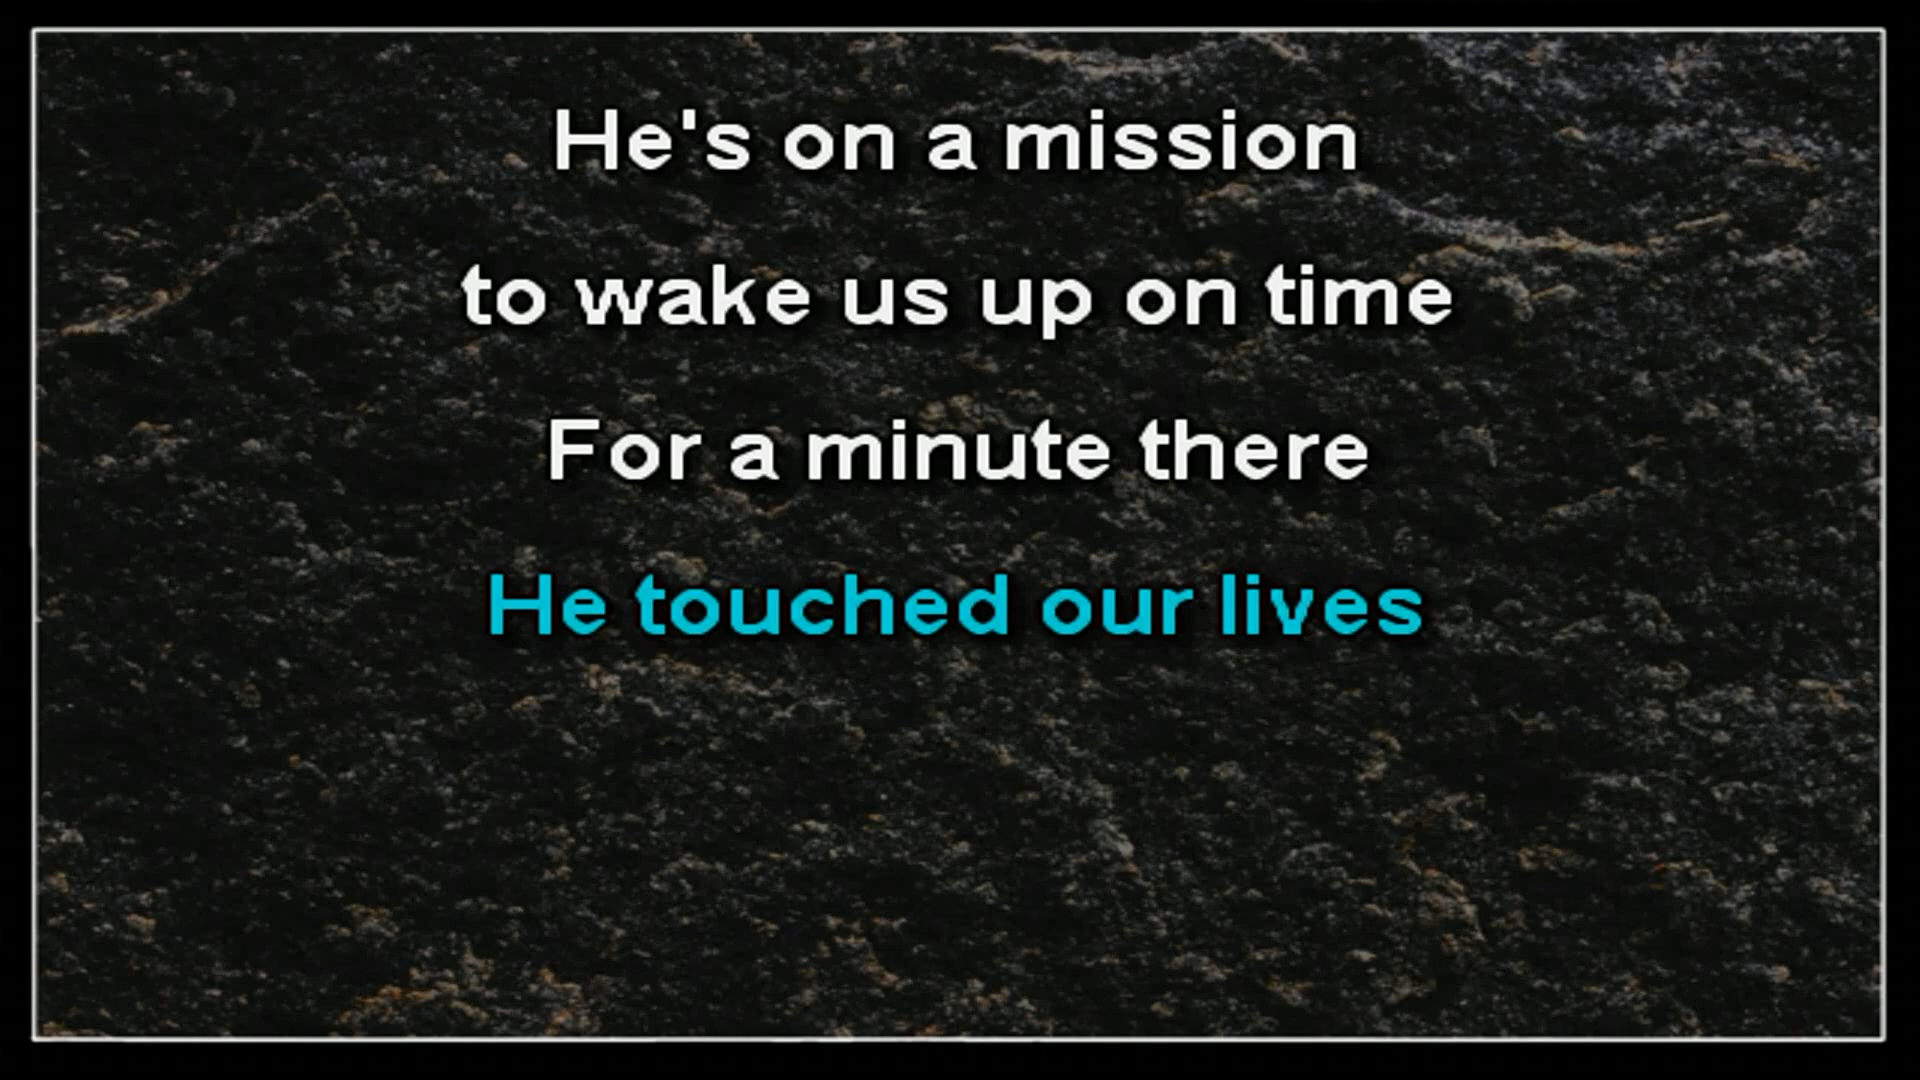 He's on a mission
to wake us up on time
For a minute there
He touched our lives